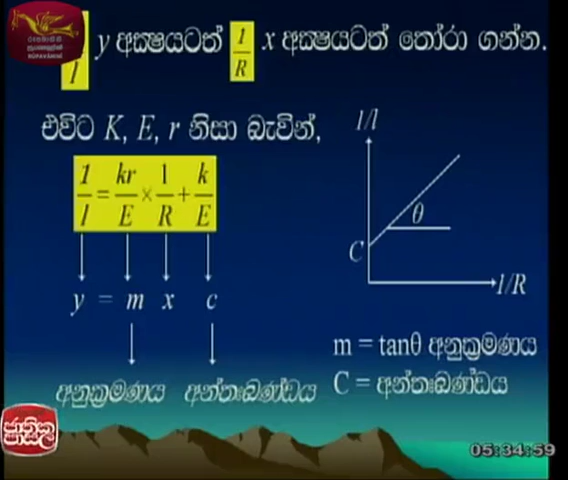 1/l y අක්‍ෂයටත් 1/R x අක්‍ෂයටත් තෝරා ගන්න.
එවිට K, E, r නිසා බැවින්,
1/l = kr/E × 1/R + k/E
y = m x c
අනුක්‍රමණය අන්තඃඛණ්ඩය
1/l
θ
C
1/R
m = tanθ අනුක්‍රමණය
C = අන්තඃඛණ්ඩය
ජාතික
පාසල
05:34:59